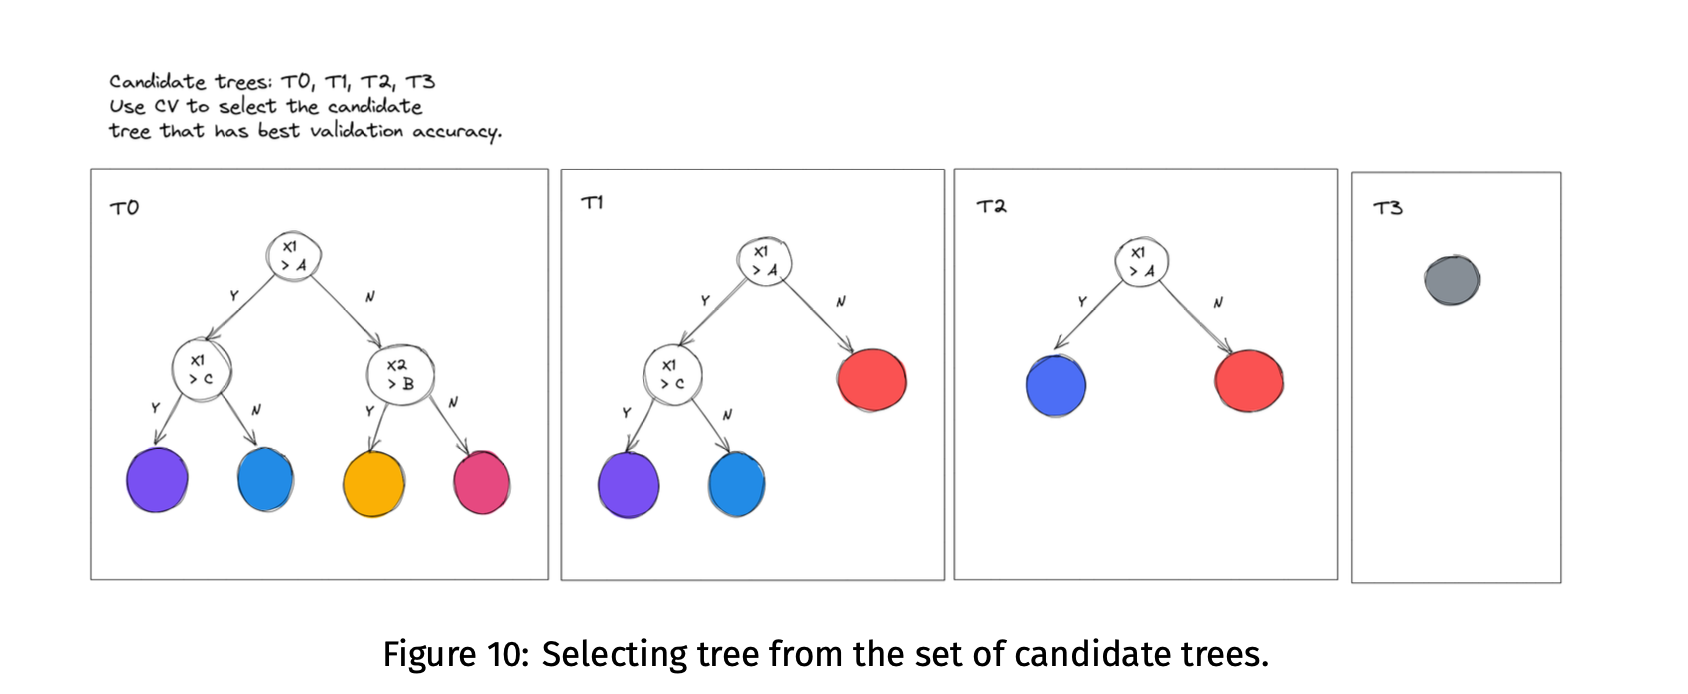 Candidate trees: T0, T1, T2, T3
Use CV to select the candidate
tree that has best validation accuracy.
T0
x1
> A
Y
N
x1
> C
x2
> B
Y
N
Y
N
T1
x1
> A
Y
N
x1
> C
Y
N
T2
x1
> A
Y
N
T3
Figure 10: Selecting tree from the set of candidate trees.